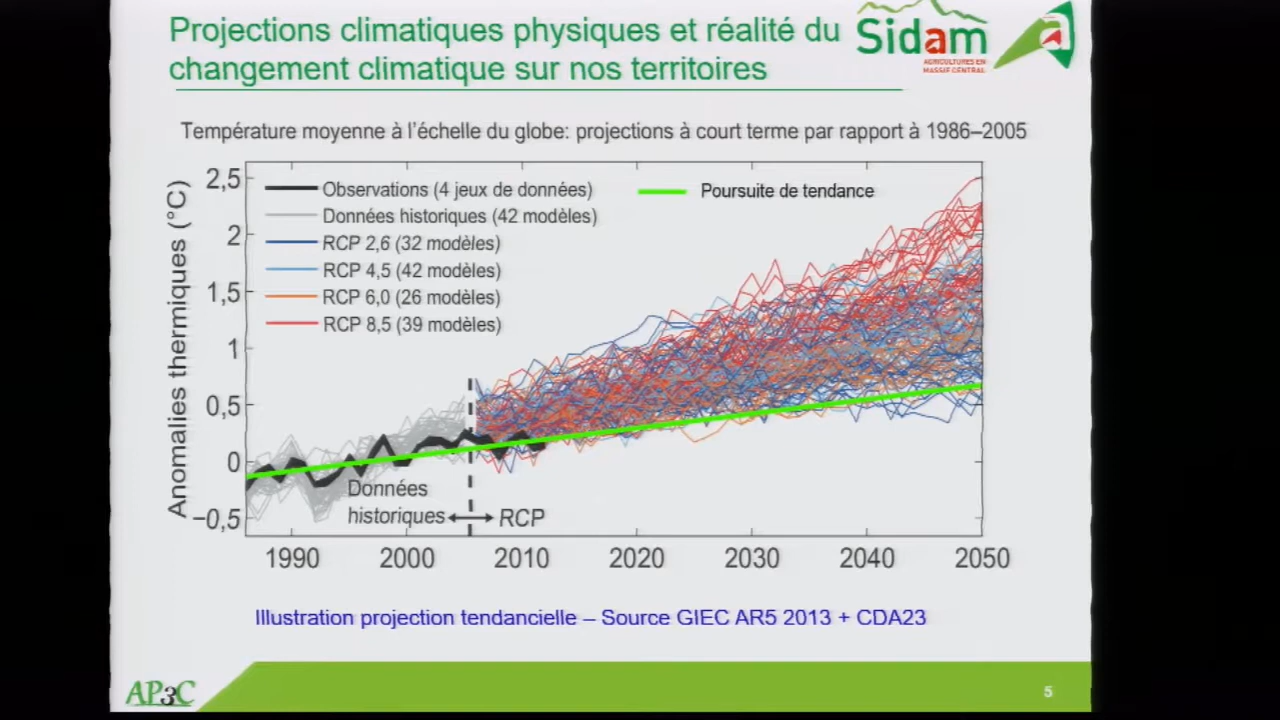 Projections climatiques physiques et réalité du
changement climatique sur nos territoires
Sidam
AGRICULTURES EN
MASSIF CENTRAL
a
Température moyenne à l'échelle du globe: projections à court terme par rapport à 1986–2005
Anomalies thermiques (°C)
2,5
2
1,5
1
0,5
0
−0,5
Observations (4 jeux de données)
Données historiques (42 modèles)
RCP 2,6 (32 modèles)
RCP 4,5 (42 modèles)
RCP 6,0 (26 modèles)
RCP 8,5 (39 modèles)
Poursuite de tendance
Données
historiques
RCP
1990 2000 2010 2020 2030 2040 2050
Illustration projection tendancielle – Source GIEC AR5 2013 + CDA23
AP3C
5